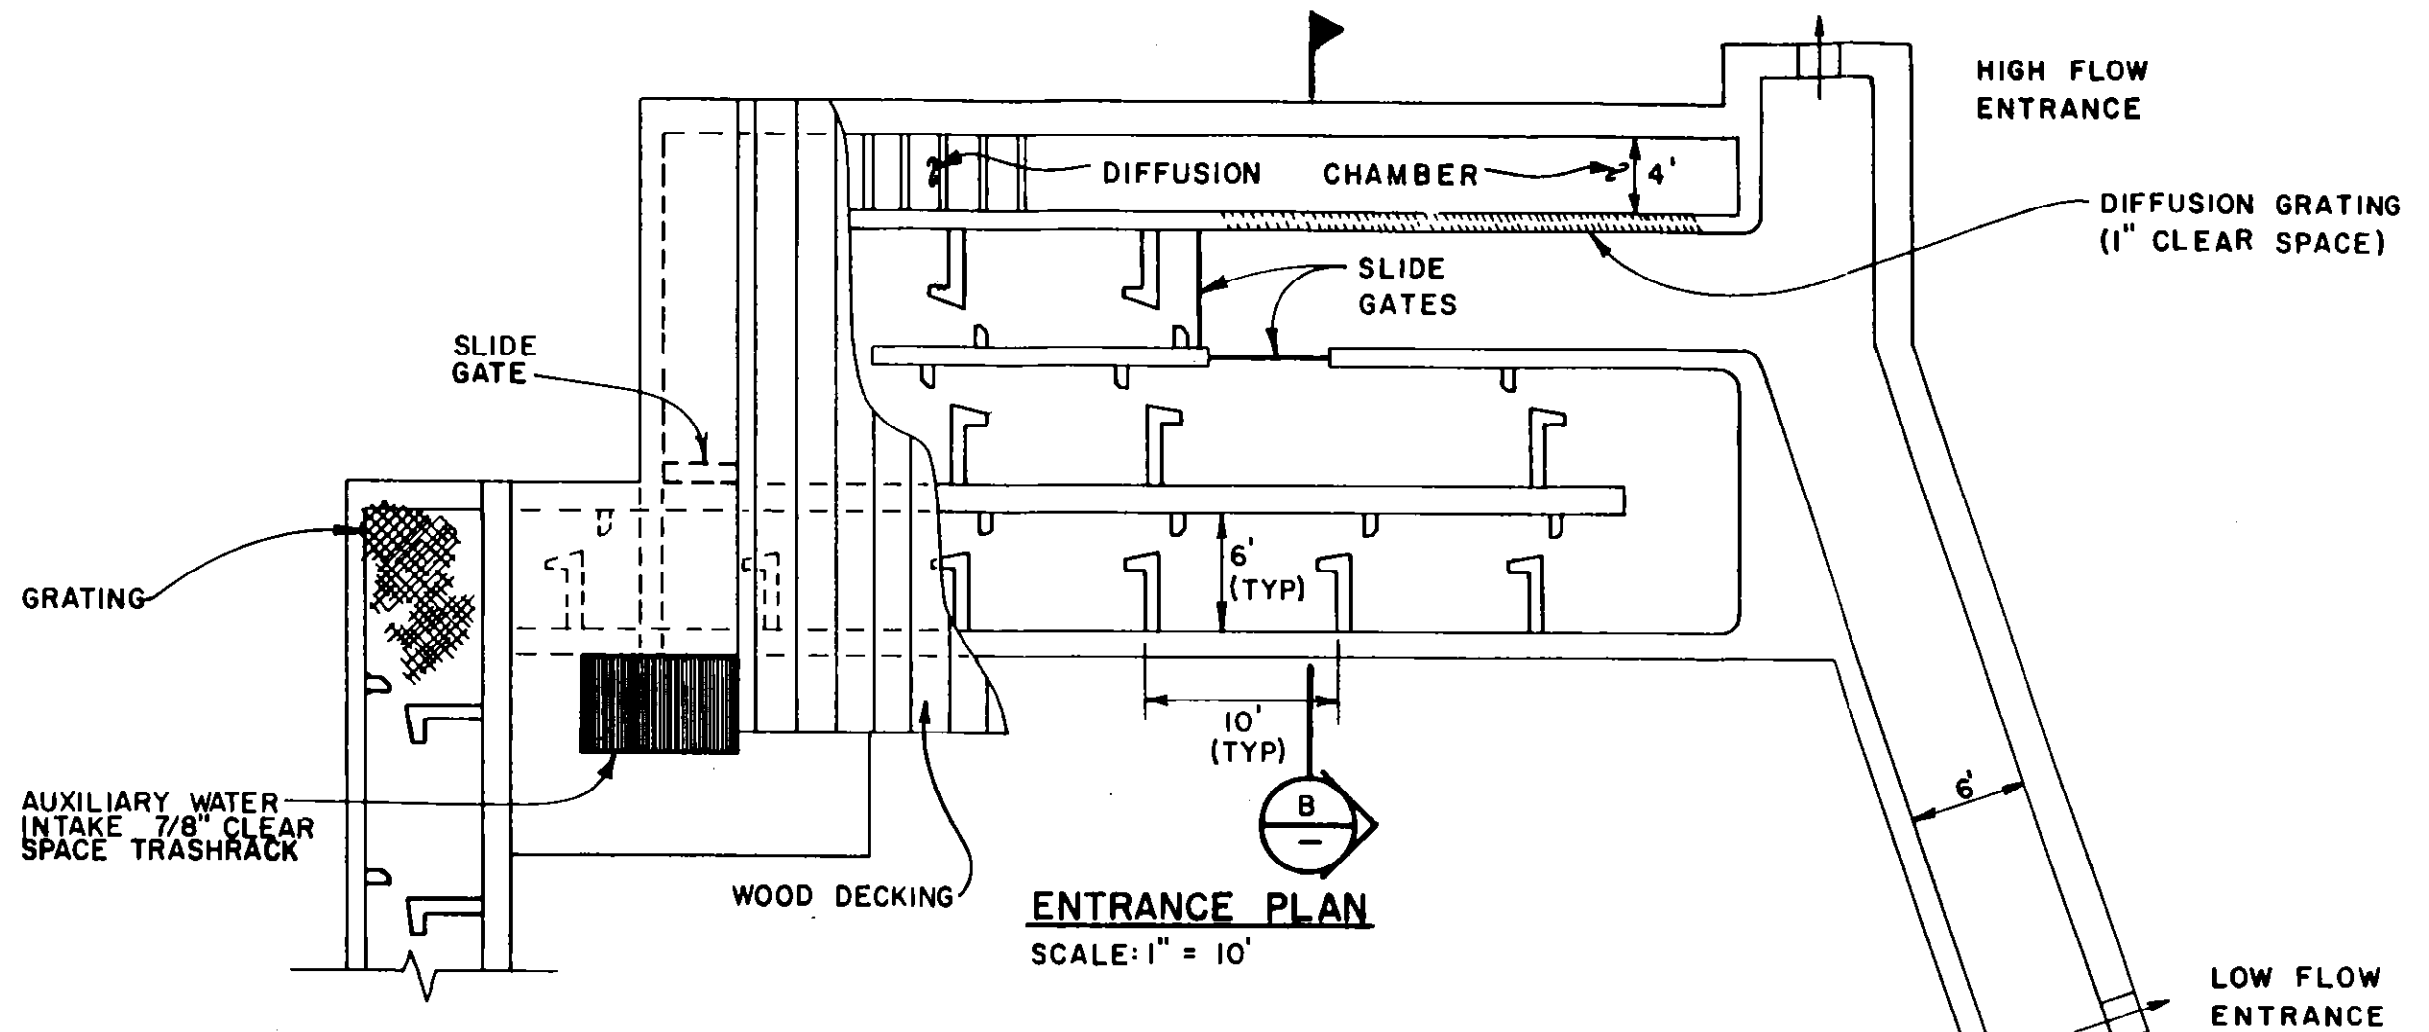 HIGH FLOW
ENTRANCE
DIFFUSION CHAMBER
4'
DIFFUSION GRATING
(1" CLEAR SPACE)
SLIDE
GATES
SLIDE
GATE
GRATING
6'
(TYP)
10'
(TYP)
6'
AUXILIARY WATER
INTAKE 7/8" CLEAR
SPACE TRASHRACK
B
–
WOOD DECKING
ENTRANCE PLAN
SCALE: 1" = 10'
LOW FLOW
ENTRANCE